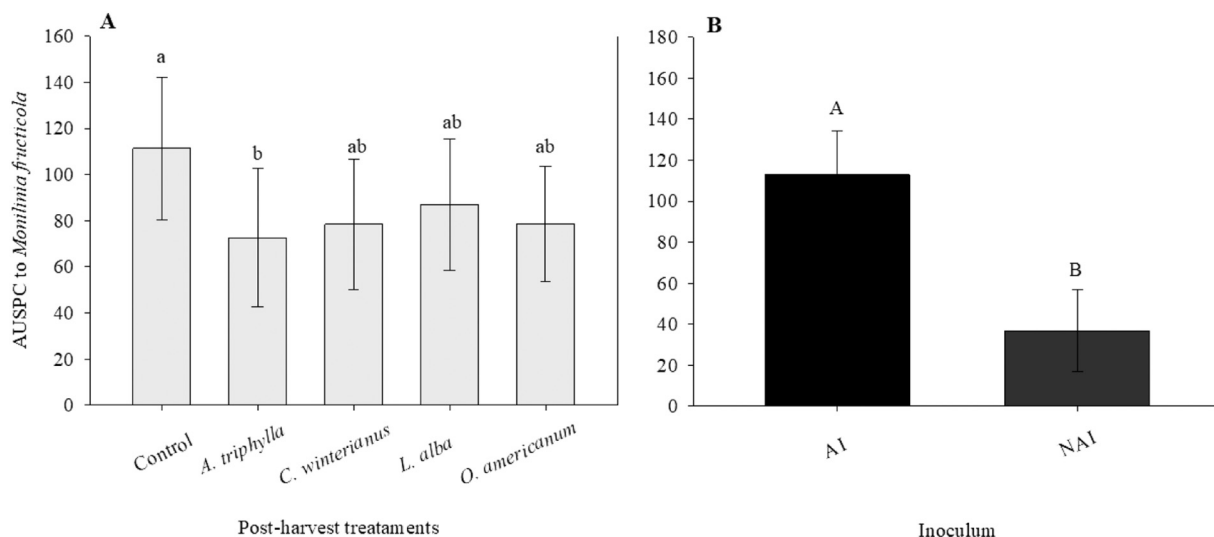 A
AUSPC to Monilinia fructicola
160
140
120
100
80
60
40
20
0
a
b
ab
ab
ab
Control
A. triphylla
C. winterianus
L. alba
O. americanum
Post-harvest treataments
B
180
160
140
120
100
80
60
40
20
0
A
B
AI
NAI
Inoculum